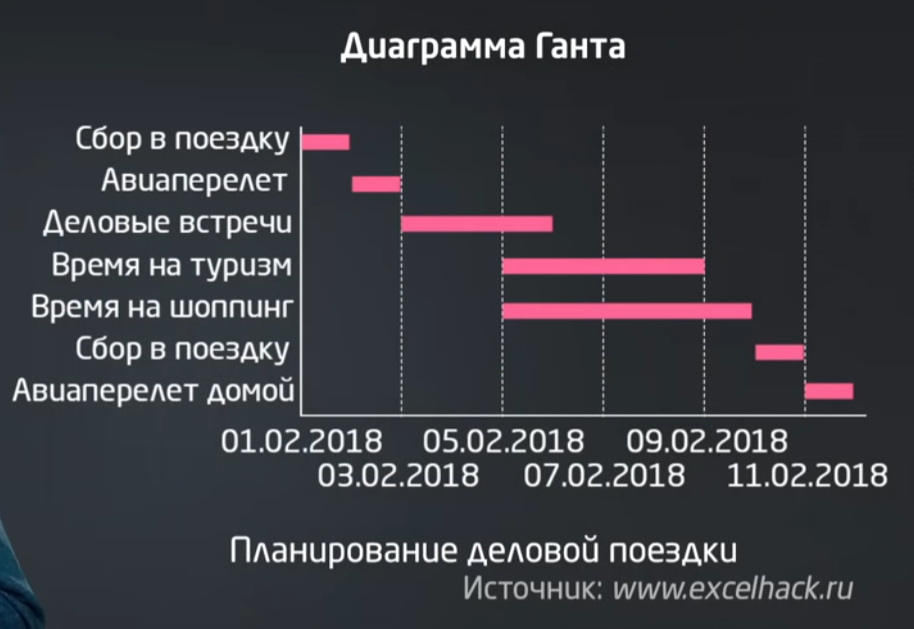 Диаграмма Ганта
Сбор в поездку
Авиаперелет
Деловые встречи
Время на туризм
Время на шоппинг
Сбор в поездку
Авиаперелет домой
01.02.2018 05.02.2018 09.02.2018
03.02.2018 07.02.2018 11.02.2018
Планирование деловой поездки
Источник: www.excelhack.ru